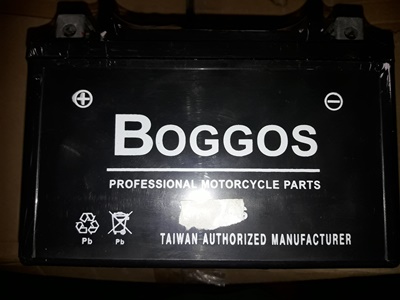 BOGGOS
PROFESSIONAL MOTORCYCLE PARTS
Pb Pb
TAIWAN AUTHORIZED MANUFACTURER